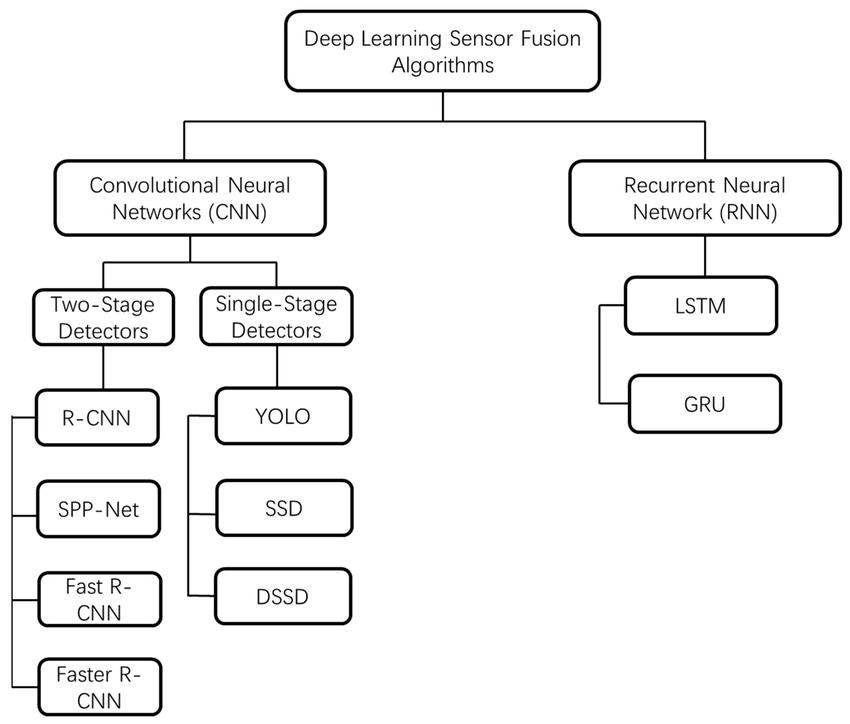 Deep Learning Sensor Fusion
Algorithms
Convolutional Neural
Networks (CNN)
Recurrent Neural
Network (RNN)
Two-Stage
Detectors
Single-Stage
Detectors
LSTM
GRU
R-CNN
SPP-Net
Fast R-
CNN
Faster R-
CNN
YOLO
SSD
DSSD